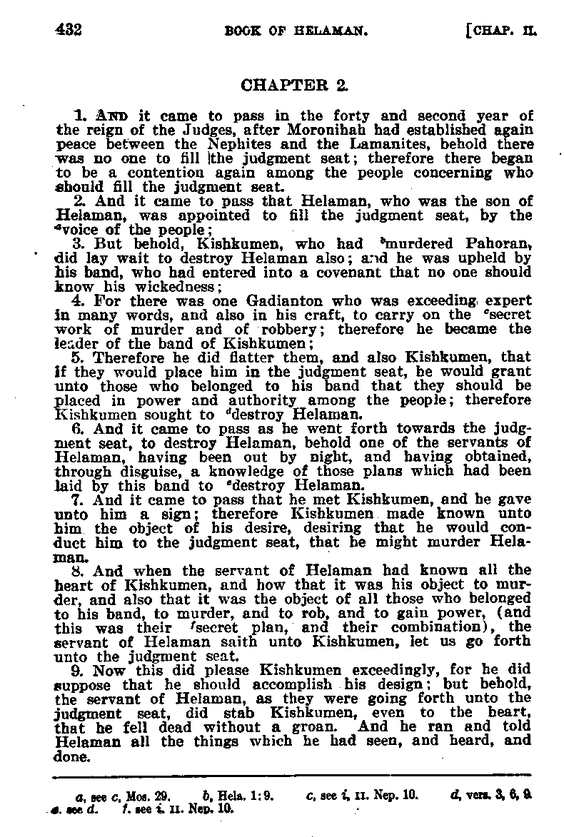 432 BOOK OF HELAMAN. [CHAP. II.
CHAPTER 2.
1. AND it came to pass in the forty and second year of
the reign of the Judges, after Moronihah had established again
peace between the Nephites and the Lamanites, behold there
was no one to fill the judgment seat; therefore there began
to be a contention again among the people concerning who
should fill the judgment seat.
2. And it came to pass that Helaman, who was the son of
Helaman, was appointed to fill the judgment seat, by the
ᵃvoice of the people;
3. But behold, Kishkumen, who had ᵇmurdered Pahoran,
did lay wait to destroy Helaman also; and he was upheld by
his band, who had entered into a covenant that no one should
know his wickedness;
4. For there was one Gadianton who was exceeding expert
in many words, and also in his craft, to carry on the ᶜsecret
work of murder and of robbery; therefore he became the
leader of the band of Kishkumen;
5. Therefore he did flatter them, and also Kishkumen, that
if they would place him in the judgment seat, he would grant
unto those who belonged to his band that they should be
placed in power and authority among the people; therefore
Kishkumen sought to ᵈdestroy Helaman.
6. And it came to pass as he went forth towards the judg-
ment seat, to destroy Helaman, behold one of the servants of
Helaman, having been out by night, and having obtained,
through disguise, a knowledge of those plans which had been
laid by this band to ᵉdestroy Helaman.
7. And it came to pass that he met Kishkumen, and he gave
unto him a sign; therefore Kishkumen made known unto
him the object of his desire, desiring that he would con-
duct him to the judgment seat, that he might murder Hela-
man.
8. And when the servant of Helaman had known all the
heart of Kishkumen, and how that it was his object to mur-
der, and also that it was the object of all those who belonged
to his band, to murder, and to rob, and to gain power, (and
this was their ᶠsecret plan, and their combination), the
servant of Helaman saith unto Kishkumen, let us go forth
unto the judgment seat.
9. Now this did please Kishkumen exceedingly, for he did
suppose that he should accomplish his design; but behold,
the servant of Helaman, as they were going forth unto the
judgment seat, did stab Kishkumen, even to the heart,
that he fell dead without a groan. And he ran and told
Helaman all the things which he had seen, and heard, and
done.
a, see c, Mos. 29. b, Hela. 1:9. c, see i, II. Nep. 10. d, vers. 3, 6, 9.
e, see d. f, see i, II. Nep. 10.